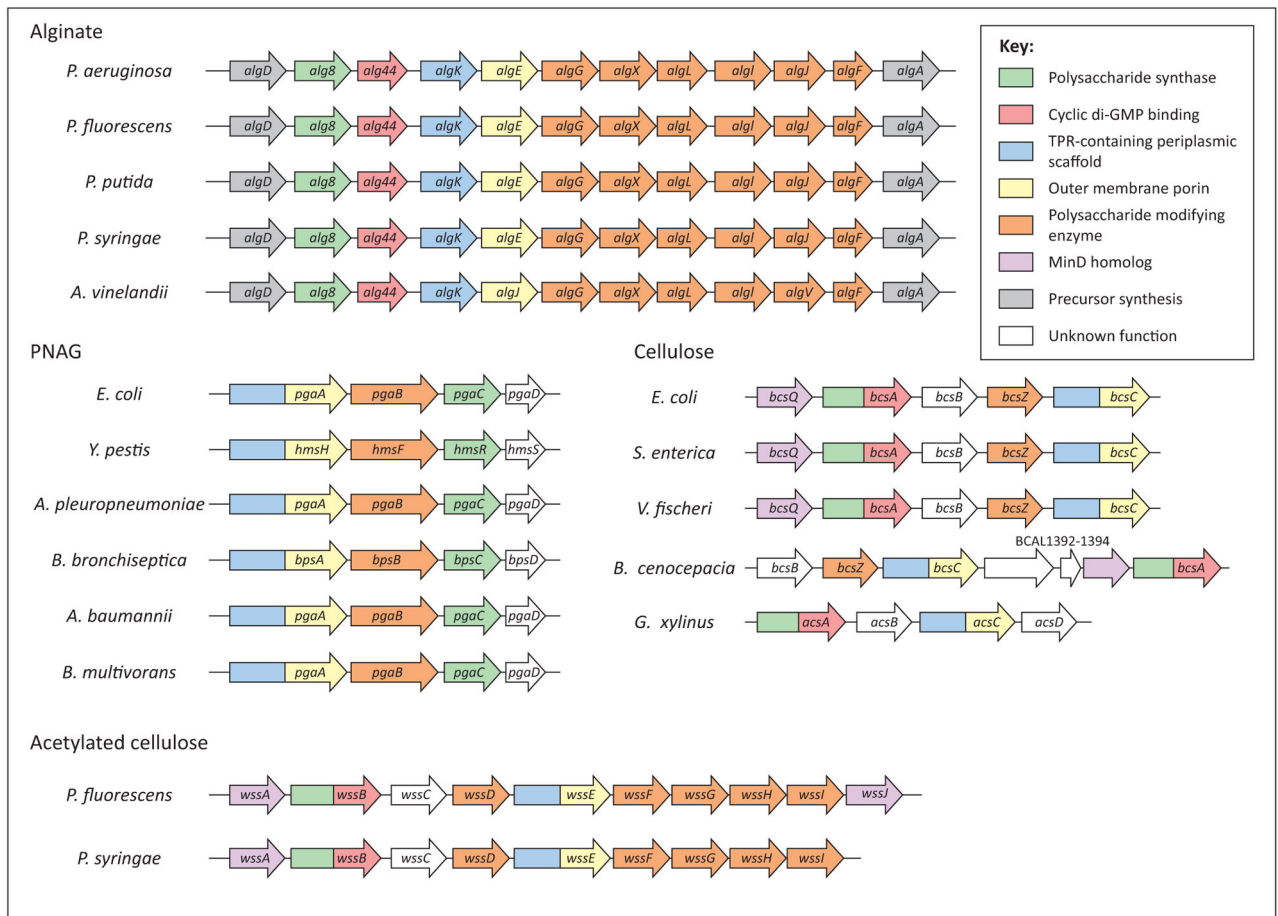 Alginate
P. aeruginosa
algD alg8 alg44 algK algE algG algX algL algI algJ algF algA
P. fluorescens
algD alg8 alg44 algK algE algG algX algL algI algJ algF algA
P. putida
algD alg8 alg44 algK algE algG algX algL algI algJ algF algA
P. syringae
algD alg8 alg44 algK algE algG algX algL algI algJ algF algA
A. vinelandii
algD alg8 alg44 algK algJ algG algX algL algI algV algF algA
Key:
Polysaccharide synthase
Cyclic di-GMP binding
TPR-containing periplasmic
scaffold
Outer membrane porin
Polysaccharide modifying
enzyme
MinD homolog
Precursor synthesis
Unknown function
PNAG
E. coli
pgaA pgaB pgaC pgaD
Y. pestis
hmsH hmsF hmsR hmsS
A. pleuropneumoniae
pgaA pgaB pgaC pgaD
B. bronchiseptica
bpsA bpsB bpsC bpsD
A. baumannii
pgaA pgaB pgaC pgaD
B. multivorans
pgaA pgaB pgaC pgaD
Cellulose
E. coli
bcsQ bcsA bcsB bcsZ bcsC
S. enterica
bcsQ bcsA bcsB bcsZ bcsC
V. fischeri
bcsQ bcsA bcsB bcsZ bcsC
BCAL1392-1394
B. cenocepacia
bcsB bcsZ bcsC bcsA
G. xylinus
acsA acsB acsC acsD
Acetylated cellulose
P. fluorescens
wssA wssB wssC wssD wssE wssF wssG wssH wssI wssJ
P. syringae
wssA wssB wssC wssD wssE wssF wssG wssH wssI